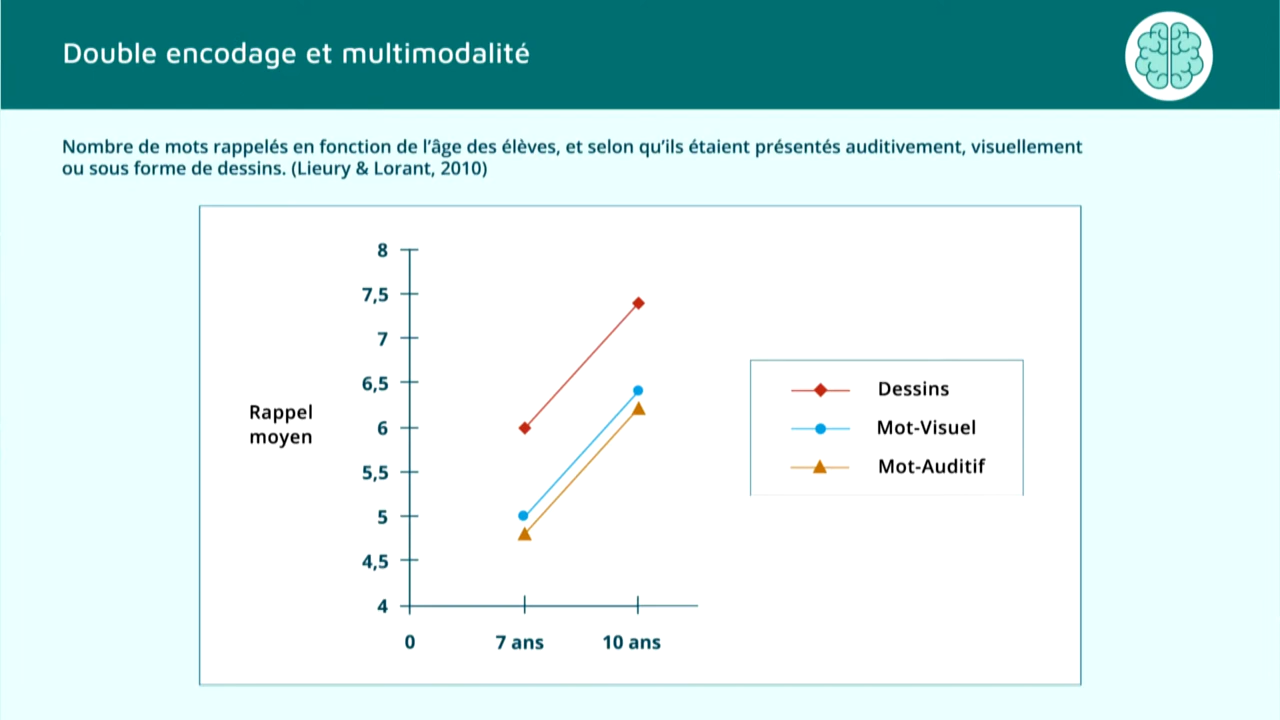 Double encodage et multimodalité
Nombre de mots rappelés en fonction de l'âge des élèves, et selon qu'ils étaient présentés auditivement, visuellement
ou sous forme de dessins. (Lieury & Lorant, 2010)
8
7,5
7
6,5
6
5,5
5
4,5
4
Rappel
moyen
0
7 ans
10 ans
Dessins
Mot-Visuel
Mot-Auditif